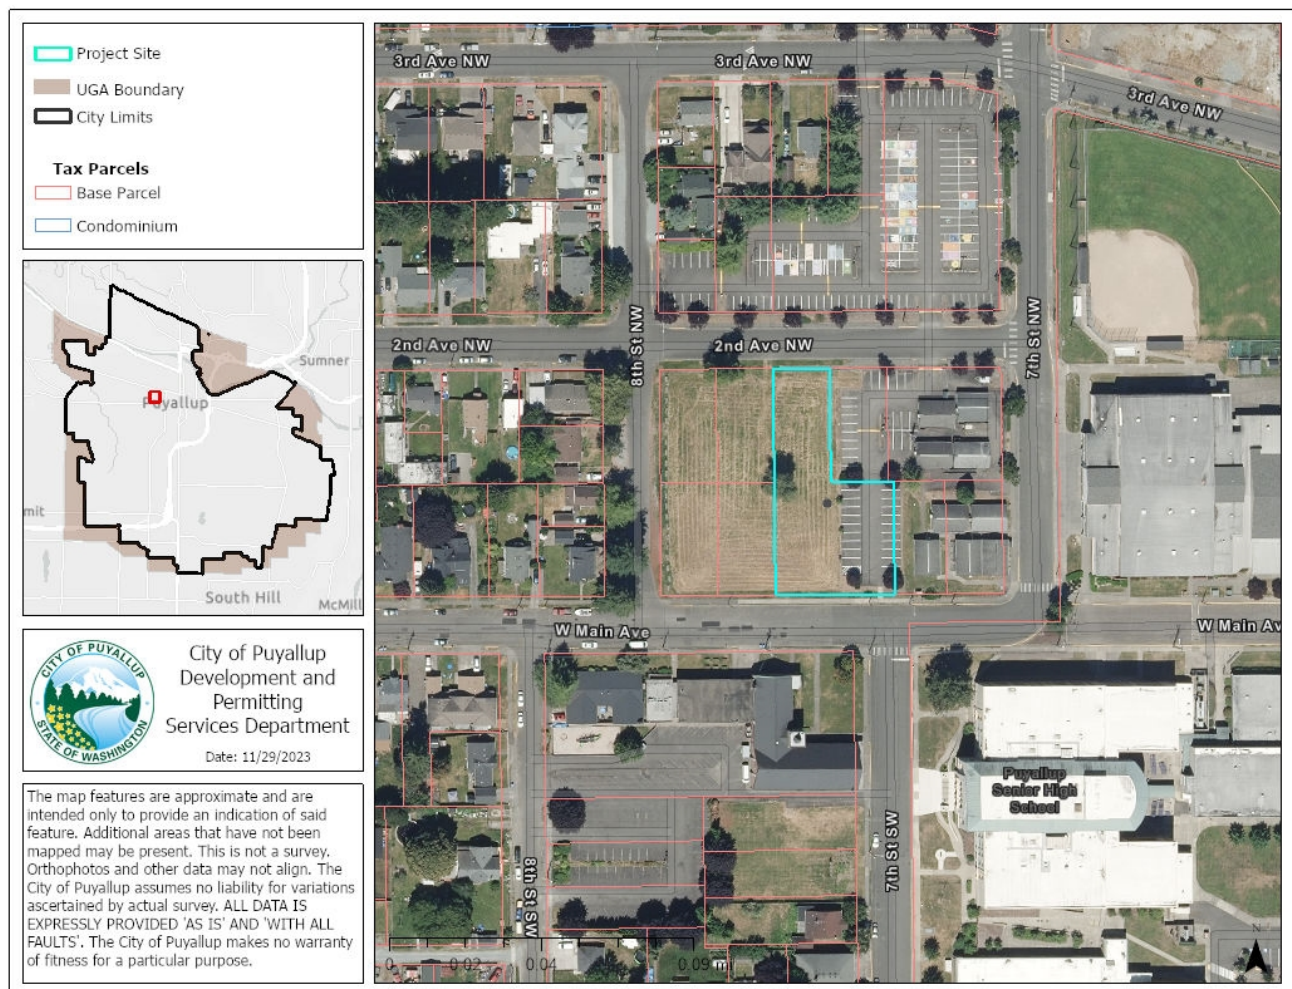 Project Site
UGA Boundary
City Limits
Tax Parcels
Base Parcel
Condominium
Sumner
Puyallup
mit
South Hill
McMill
CITY OF PUYALLUP
STATE OF WASHINGTON
City of Puyallup
Development and
Permitting
Services Department
Date: 11/29/2023
The map features are approximate and are
intended only to provide an indication of said
feature. Additional areas that have not been
mapped may be present. This is not a survey.
Orthophotos and other data may not align. The
City of Puyallup assumes no liability for variations
ascertained by actual survey. ALL DATA IS
EXPRESSLY PROVIDED 'AS IS' AND 'WITH ALL
FAULTS'. The City of Puyallup makes no warranty
of fitness for a particular purpose.
3rd Ave NW
3rd Ave NW
3rd Ave NW
8th St NW
7th St NW
2nd Ave NW
2nd Ave NW
W Main Ave
W Main Av
Puyallup
Senior High
School
8th St SW
7th St SW
0 0.02 0.04 0.09 mi
N